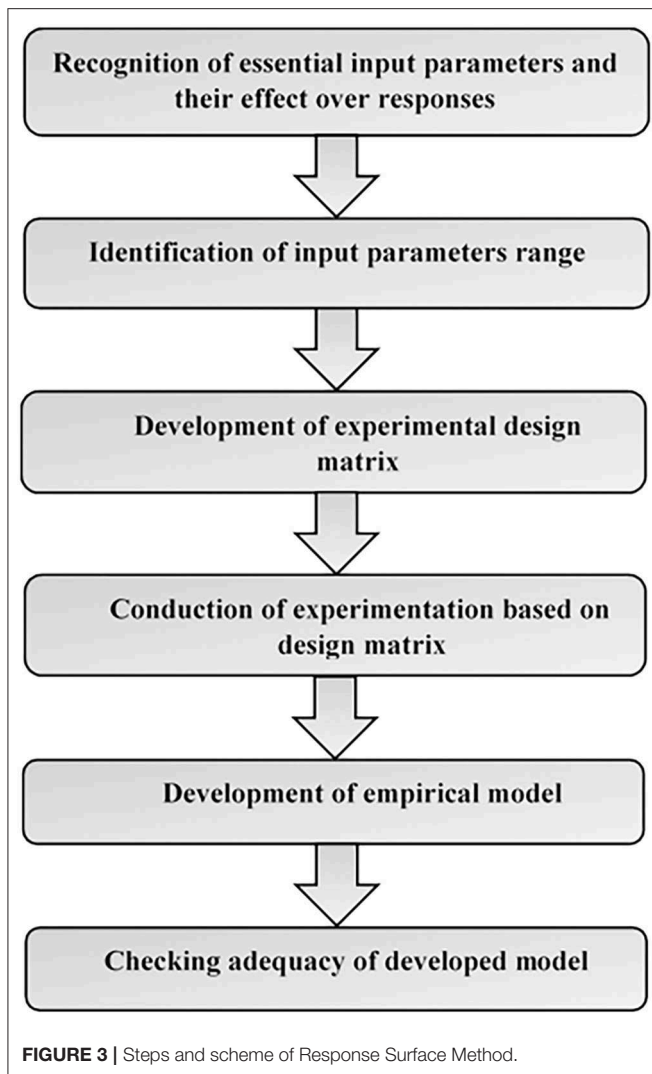 Recognition of essential input parameters and
their effect over responses
Identification of input parameters range
Development of experimental design
matrix
Conduction of experimentation based on
design matrix
Development of empirical model
Checking adequacy of developed model
FIGURE 3 | Steps and scheme of Response Surface Method.